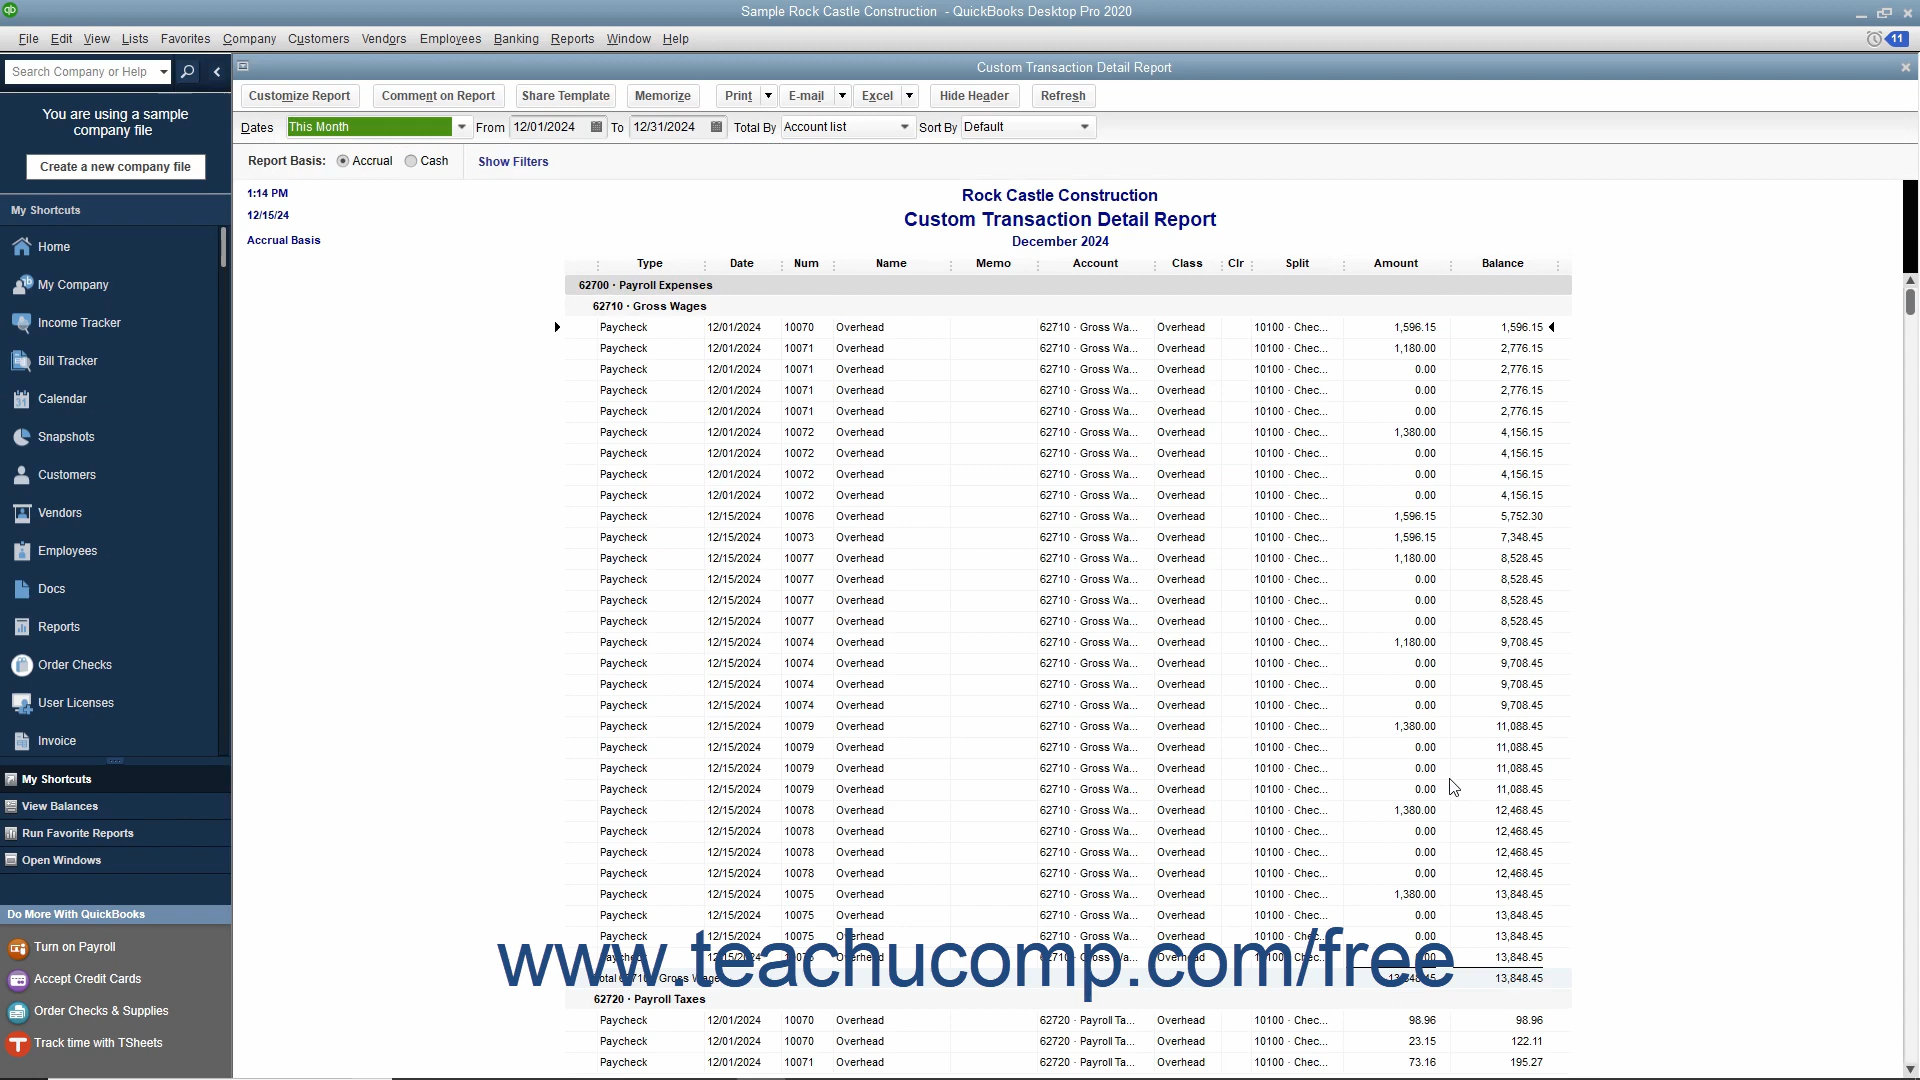 Sample Rock Castle Construction - QuickBooks Desktop Pro 2020
File Edit View Lists Favorites Company Customers Vendors Employees Banking Reports Window Help 11
Search Company or Help
Custom Transaction Detail Report
You are using a sample
company file
Create a new company file
Customize Report Comment on Report Share Template Memorize Print E-mail Excel Hide Header Refresh
Dates This Month From 12/01/2024 To 12/31/2024 Total By Account list Sort By Default
Report Basis: Accrual Cash Show Filters
My Shortcuts
Home
My Company
Income Tracker
Bill Tracker
Calendar
Snapshots
Customers
Vendors
Employees
Docs
Reports
Order Checks
User Licenses
Invoice
My Shortcuts
View Balances
Run Favorite Reports
Open Windows
Do More With QuickBooks
Turn on Payroll
Accept Credit Cards
Order Checks & Supplies
Track time with TSheets
1:14 PM
12/15/24
Accrual Basis
Rock Castle Construction
Custom Transaction Detail Report
December 2024
Type Date Num Name Memo Account Class Clr Split Amount Balance
62700 · Payroll Expenses
62710 · Gross Wages
Paycheck 12/01/2024 10070 Overhead 62710 · Gross Wa... Overhead 10100 · Chec... 1,596.15 1,596.15
Paycheck 12/01/2024 10071 Overhead 62710 · Gross Wa... Overhead 10100 · Chec... 1,180.00 2,776.15
Paycheck 12/01/2024 10071 Overhead 62710 · Gross Wa... Overhead 10100 · Chec... 0.00 2,776.15
Paycheck 12/01/2024 10071 Overhead 62710 · Gross Wa... Overhead 10100 · Chec... 0.00 2,776.15
Paycheck 12/01/2024 10071 Overhead 62710 · Gross Wa... Overhead 10100 · Chec... 0.00 2,776.15
Paycheck 12/01/2024 10072 Overhead 62710 · Gross Wa... Overhead 10100 · Chec... 1,380.00 4,156.15
Paycheck 12/01/2024 10072 Overhead 62710 · Gross Wa... Overhead 10100 · Chec... 0.00 4,156.15
Paycheck 12/01/2024 10072 Overhead 62710 · Gross Wa... Overhead 10100 · Chec... 0.00 4,156.15
Paycheck 12/01/2024 10072 Overhead 62710 · Gross Wa... Overhead 10100 · Chec... 0.00 4,156.15
Paycheck 12/15/2024 10076 Overhead 62710 · Gross Wa... Overhead 10100 · Chec... 1,596.15 5,752.30
Paycheck 12/15/2024 10073 Overhead 62710 · Gross Wa... Overhead 10100 · Chec... 1,596.15 7,348.45
Paycheck 12/15/2024 10077 Overhead 62710 · Gross Wa... Overhead 10100 · Chec... 1,180.00 8,528.45
Paycheck 12/15/2024 10077 Overhead 62710 · Gross Wa... Overhead 10100 · Chec... 0.00 8,528.45
Paycheck 12/15/2024 10077 Overhead 62710 · Gross Wa... Overhead 10100 · Chec... 0.00 8,528.45
Paycheck 12/15/2024 10077 Overhead 62710 · Gross Wa... Overhead 10100 · Chec... 0.00 8,528.45
Paycheck 12/15/2024 10074 Overhead 62710 · Gross Wa... Overhead 10100 · Chec... 1,180.00 9,708.45
Paycheck 12/15/2024 10074 Overhead 62710 · Gross Wa... Overhead 10100 · Chec... 0.00 9,708.45
Paycheck 12/15/2024 10074 Overhead 62710 · Gross Wa... Overhead 10100 · Chec... 0.00 9,708.45
Paycheck 12/15/2024 10074 Overhead 62710 · Gross Wa... Overhead 10100 · Chec... 0.00 9,708.45
Paycheck 12/15/2024 10079 Overhead 62710 · Gross Wa... Overhead 10100 · Chec... 1,380.00 11,088.45
Paycheck 12/15/2024 10079 Overhead 62710 · Gross Wa... Overhead 10100 · Chec... 0.00 11,088.45
Paycheck 12/15/2024 10079 Overhead 62710 · Gross Wa... Overhead 10100 · Chec... 0.00 11,088.45
Paycheck 12/15/2024 10079 Overhead 62710 · Gross Wa... Overhead 10100 · Chec... 0.00 11,088.45
Paycheck 12/15/2024 10078 Overhead 62710 · Gross Wa... Overhead 10100 · Chec... 1,380.00 12,468.45
Paycheck 12/15/2024 10078 Overhead 62710 · Gross Wa... Overhead 10100 · Chec... 0.00 12,468.45
Paycheck 12/15/2024 10078 Overhead 62710 · Gross Wa... Overhead 10100 · Chec... 0.00 12,468.45
Paycheck 12/15/2024 10078 Overhead 62710 · Gross Wa... Overhead 10100 · Chec... 0.00 12,468.45
Paycheck 12/15/2024 10075 Overhead 62710 · Gross Wa... Overhead 10100 · Chec... 1,380.00 13,848.45
Paycheck 12/15/2024 10075 Overhead 62710 · Gross Wa... Overhead 10100 · Chec... 0.00 13,848.45
Paycheck 12/15/2024 10075 Overhead 62710 · Gross Wa... Overhead 10100 · Chec... 0.00 13,848.45
Paycheck 12/15/2024 Overhead Overhead 13,848.45
www.teachucomp.com/free
Gross 13,848.45
62720 · Payroll Taxes
Paycheck 12/01/2024 10070 Overhead 62720 · Payroll Ta... Overhead 10100 · Chec... 98.96 98.96
Paycheck 12/01/2024 10070 Overhead 62720 · Payroll Ta... Overhead 10100 · Chec... 23.15 122.11
Paycheck 12/01/2024 10071 Overhead 62720 · Payroll Ta... Overhead 10100 · Chec... 73.16 195.27